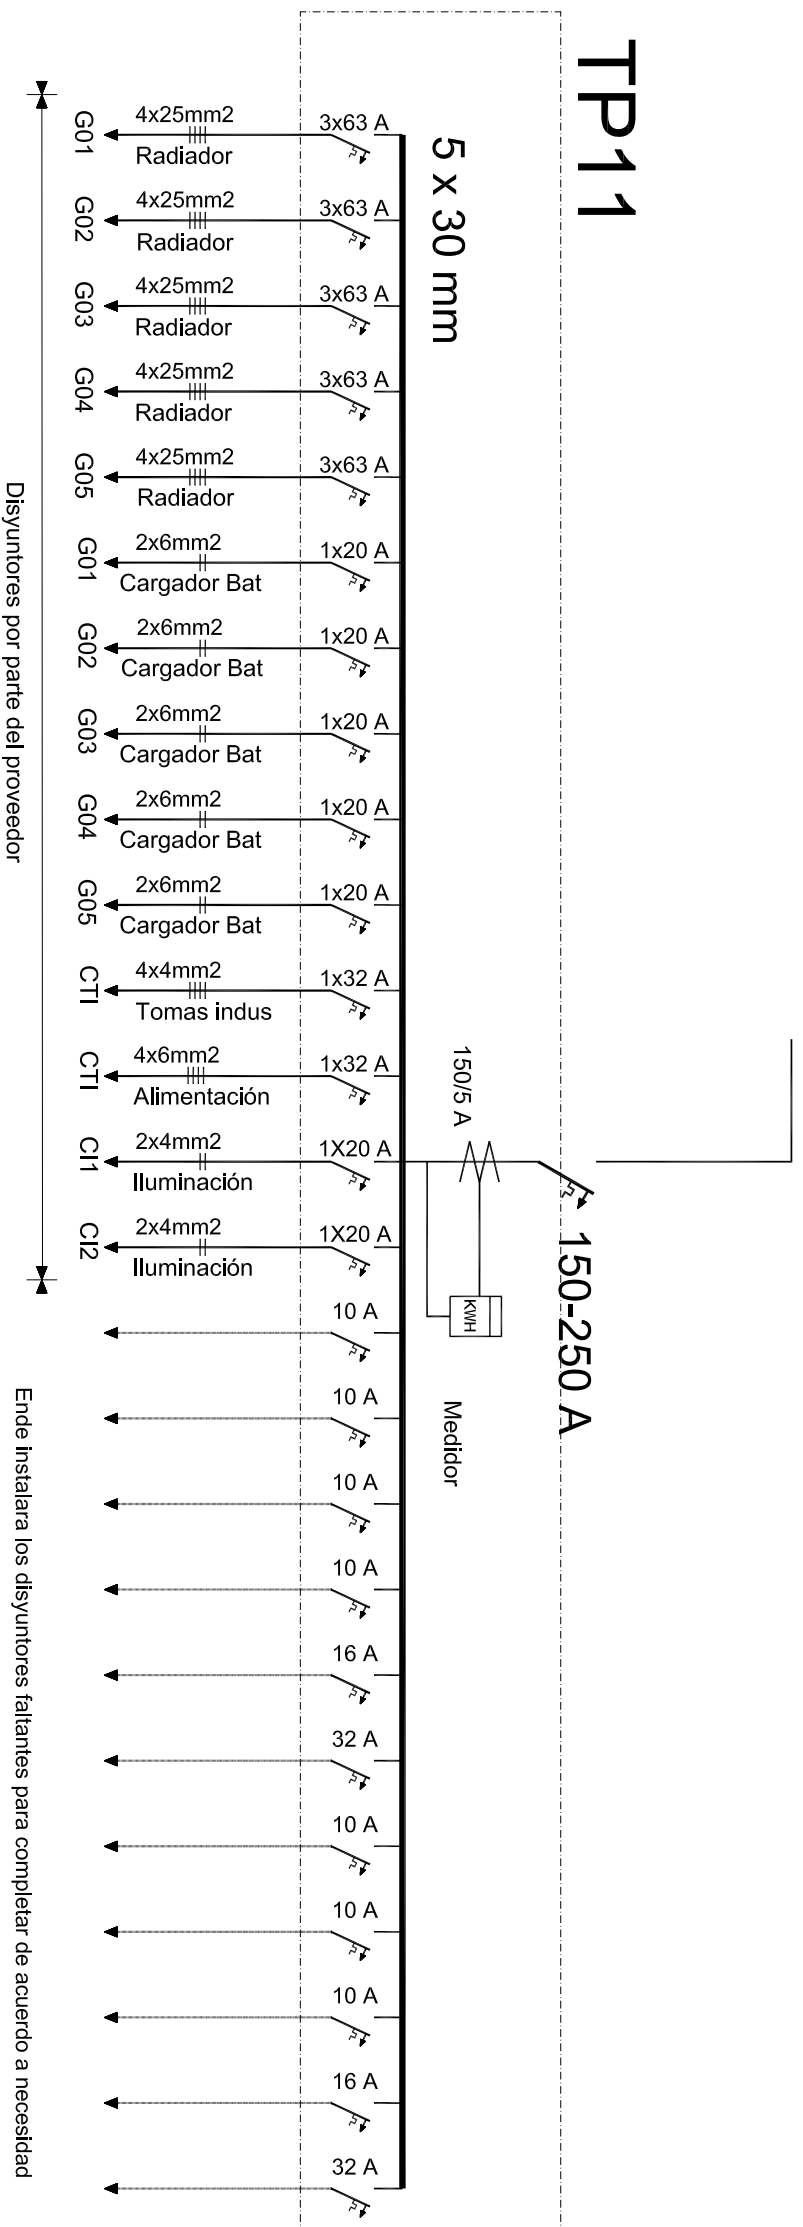 TP11
5 x 30 mm
150-250 A
150/5 A
KWH
Medidor
3x63 A
4x25mm2
Radiador
G01
3x63 A
4x25mm2
Radiador
G02
3x63 A
4x25mm2
Radiador
G03
3x63 A
4x25mm2
Radiador
G04
3x63 A
4x25mm2
Radiador
G05
1x20 A
2x6mm2
Cargador Bat
G01
1x20 A
2x6mm2
Cargador Bat
G02
1x20 A
2x6mm2
Cargador Bat
G03
1x20 A
2x6mm2
Cargador Bat
G04
1x20 A
2x6mm2
Cargador Bat
G05
1x32 A
4x4mm2
Tomas indus
CTI
1x32 A
4x6mm2
Alimentación
CTI
1X20 A
2x4mm2
Iluminación
CI1
1X20 A
2x4mm2
Iluminación
CI2
10 A
10 A
10 A
10 A
16 A
32 A
10 A
10 A
10 A
16 A
32 A
Disyuntores por parte del proveedor
Ende instalara los disyuntores faltantes para completar de acuerdo a necesidad